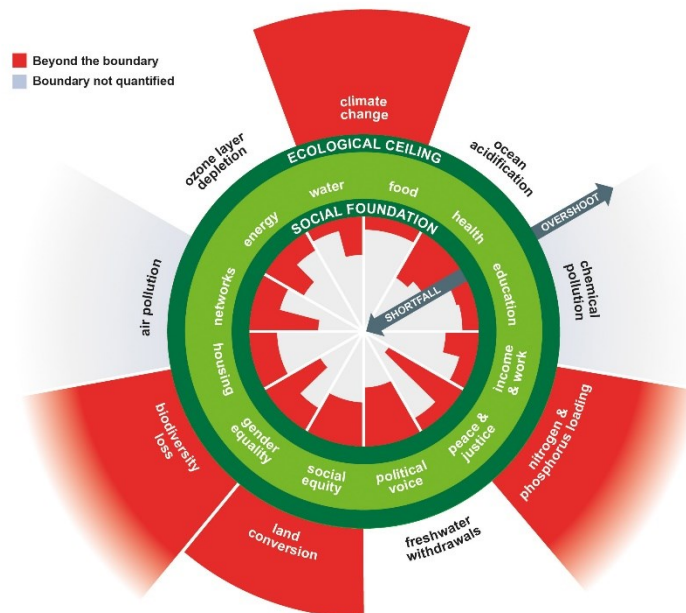 Beyond the boundary
Boundary not quantified
climate
change
ozone layer
depletion
ocean
acidification
ECOLOGICAL CEILING
OVERSHOOT
water
food
energy
health
SOCIAL FOUNDATION
SHORTFALL
networks
education
air pollution
chemical
pollution
housing
income
& work
gender
equality
peace &
justice
social
equity
political
voice
biodiversity
loss
nitrogen &
phosphorus loading
land
conversion
freshwater
withdrawals